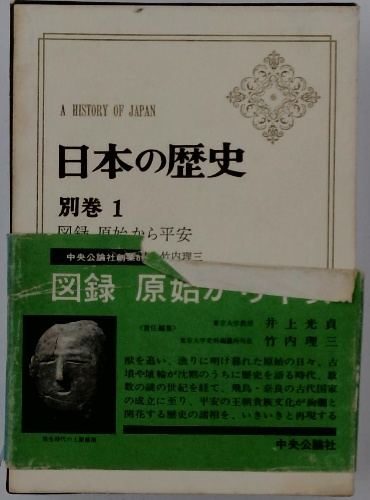 A HISTORY OF JAPAN
日本の歴史
別巻 1
図録 原始から平安
竹内理三
中央公論社創業
図録 原始から平安
《責任編集》
東京大学教授 井上光貞
東京大学史料編纂所所長 竹内理三
獣を追い、漁りに明け暮れた原始の日々、古
墳や埴輪が沈黙のうちに歴史を語る時代、数
数の謎の世紀を経て、飛鳥・奈良の古代国家
の成立に至り、平安の王朝貴族文化が絢爛と
開花する歴史の諸相を、いきいきと再現する
中央公論社